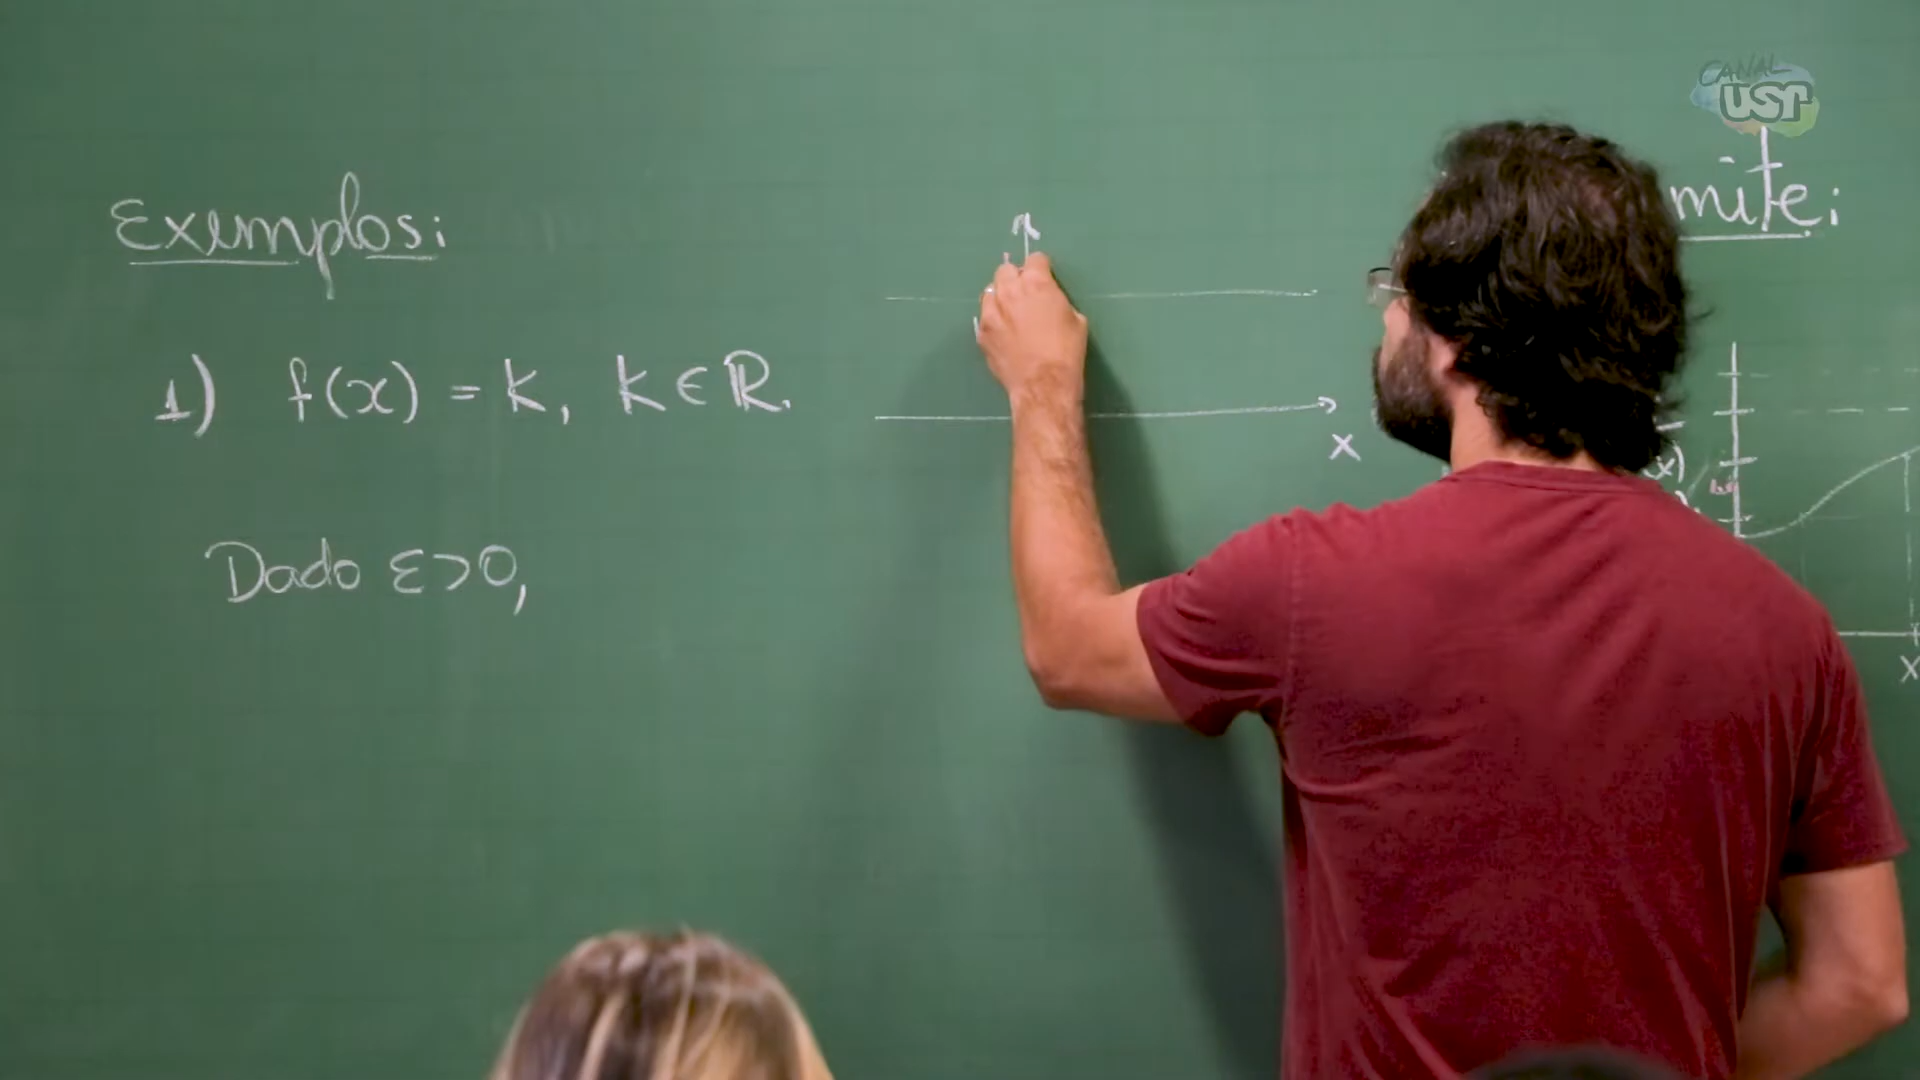 CANAL
USP
Exemplos:
mite:
1) f(x) = k, k ∈ ℝ.
x
x)
Dado ε>0,
x